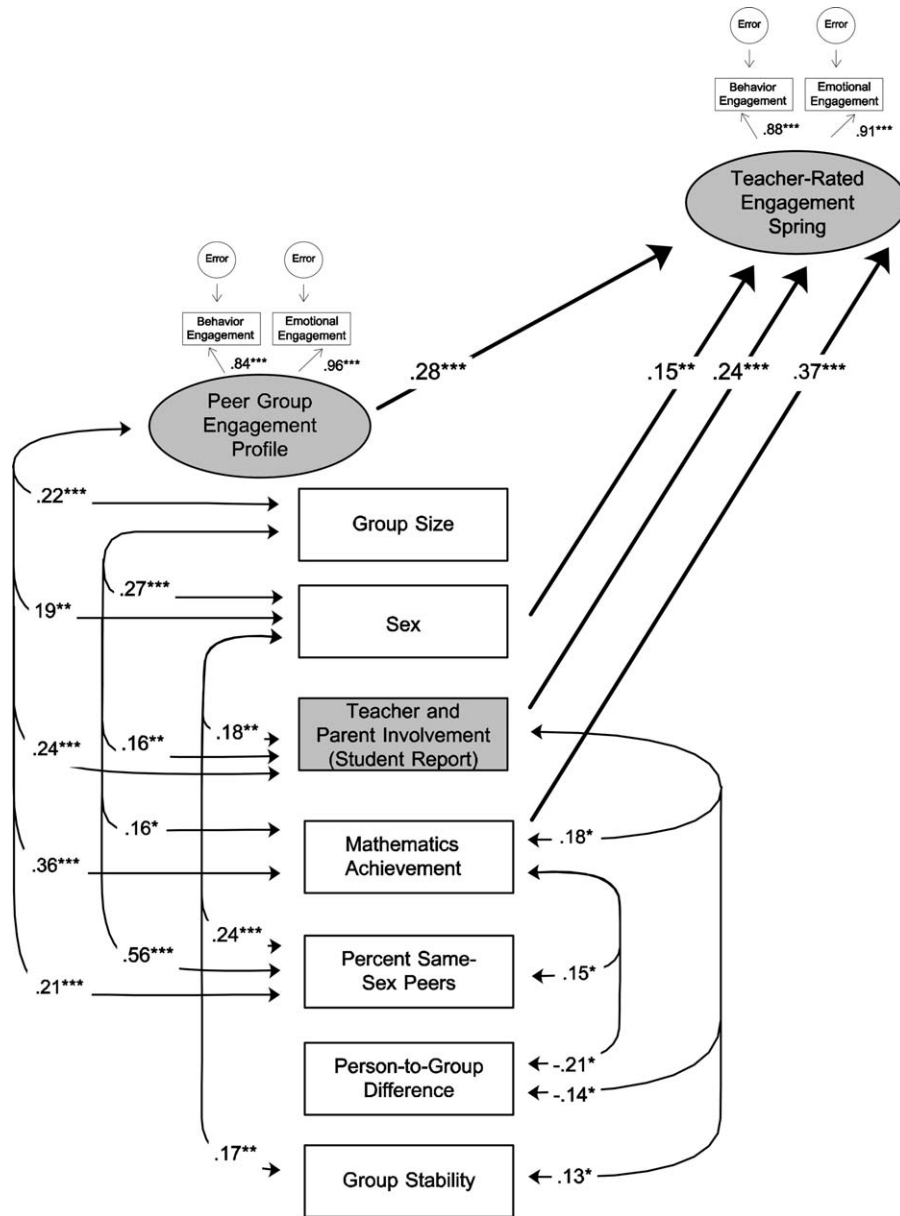 Error
Error
Behavior
Engagement
Emotional
Engagement
.88***
.91***
Teacher-Rated
Engagement
Spring
Error
Error
Behavior
Engagement
Emotional
Engagement
.84***
.96***
Peer Group
Engagement
Profile
.28***
.15**
.24***
.37***
.22***
Group Size
.27***
19**
Sex
.18**
.16**
.24***
Teacher and
Parent Involvement
(Student Report)
.16*
.36***
Mathematics
Achievement
.18*
.24***
.56***
.21***
Percent Same-
Sex Peers
.15*
Person-to-Group
Difference
-.21*
-.14*
.17**
Group Stability
.13*